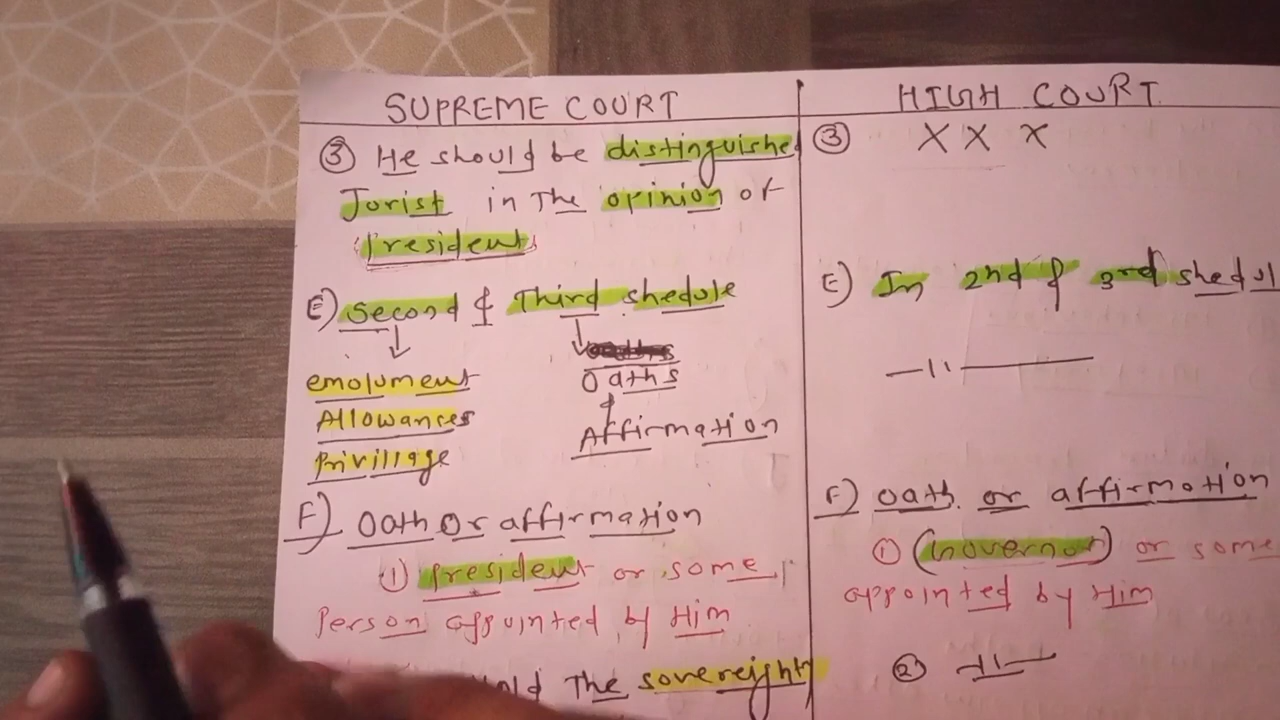 SUPREME COURT
③ He should be distinguishe
Jurist in The opinion of
(President)
E) Second & Third shedule
emolument
Allowances
Privillage
Oaths
&
Affirmation
F) Oath Or affirmation
① President or some
Person appointed by Him
The sovereignty
HIGH COURT
③ X X X
E) In 2nd & 3rd shedul
—11—
F) oath or affirmation
① (Governor) or some
appointed by Him
② —11—